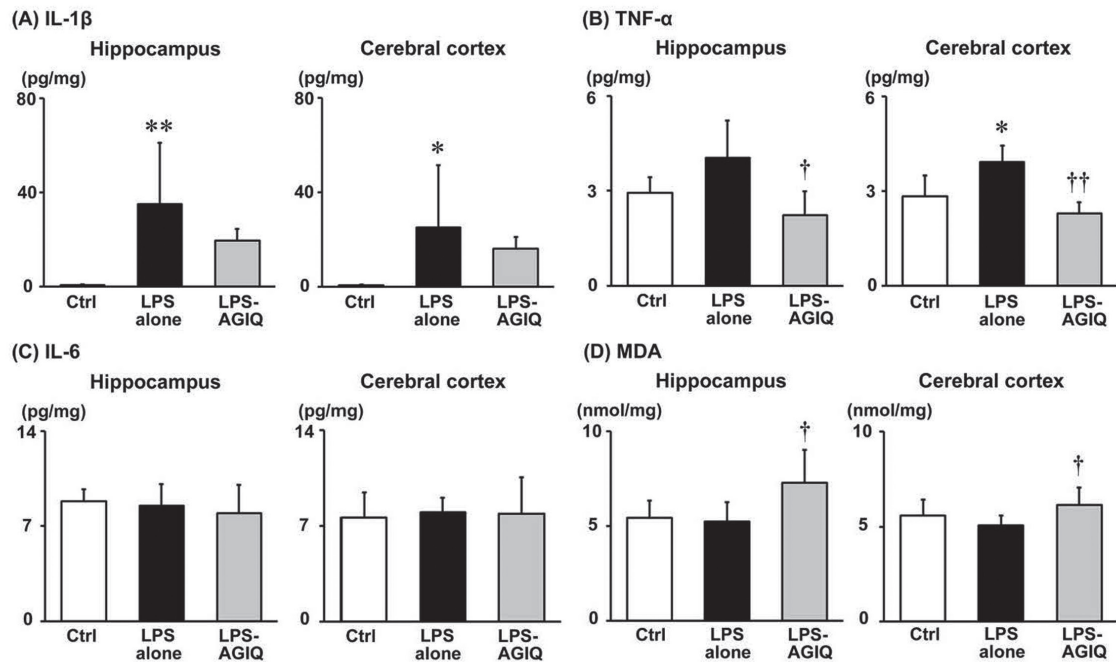 (A) IL-1β
Hippocampus
(pg/mg)
80
40
0
**
Ctrl
LPS
alone
LPS-
AGIQ
Cerebral cortex
(pg/mg)
80
40
0
*
Ctrl
LPS
alone
LPS-
AGIQ
(B) TNF-α
Hippocampus
(pg/mg)
6
3
0
†
Ctrl
LPS
alone
LPS-
AGIQ
Cerebral cortex
(pg/mg)
6
3
0
*
††
Ctrl
LPS
alone
LPS-
AGIQ
(C) IL-6
Hippocampus
(pg/mg)
14
7
0
Ctrl
LPS
alone
LPS-
AGIQ
Cerebral cortex
(pg/mg)
14
7
0
Ctrl
LPS
alone
LPS-
AGIQ
(D) MDA
Hippocampus
(nmol/mg)
10
5
0
†
Ctrl
LPS
alone
LPS-
AGIQ
Cerebral cortex
(nmol/mg)
10
5
0
†
Ctrl
LPS
alone
LPS-
AGIQ